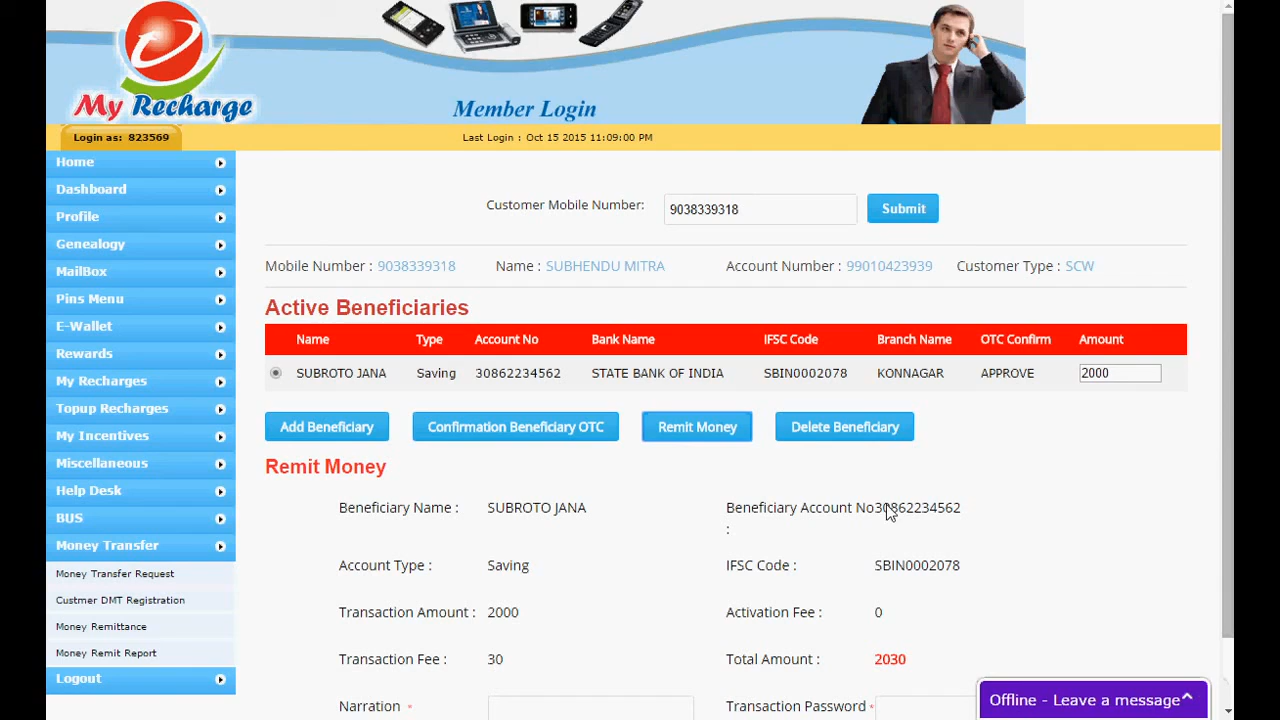 My Recharge
Member Login
Login as: 823569
Last Login : Oct 15 2015 11:09:00 PM
Home
Dashboard
Profile
Genealogy
MailBox
Pins Menu
E-Wallet
Rewards
My Recharges
Topup Recharges
My Incentives
Miscellaneous
Help Desk
BUS
Money Transfer
Money Transfer Request
Custmer DMT Registration
Money Remittance
Money Remit Report
Logout
Customer Mobile Number: 9038339318 Submit
Mobile Number : 9038339318 Name : SUBHENDU MITRA Account Number : 99010423939 Customer Type : SCW
Active Beneficiaries
Name Type Account No Bank Name IFSC Code Branch Name OTC Confirm Amount
SUBROTO JANA Saving 30862234562 STATE BANK OF INDIA SBIN0002078 KONNAGAR APPROVE 2000
Add Beneficiary Confirmation Beneficiary OTC Remit Money Delete Beneficiary
Remit Money
Beneficiary Name : SUBROTO JANA Beneficiary Account No 30862234562
:
Account Type : Saving IFSC Code : SBIN0002078
Transaction Amount : 2000 Activation Fee : 0
Transaction Fee : 30 Total Amount : 2030
Narration * Transaction Password *
Offline - Leave a message